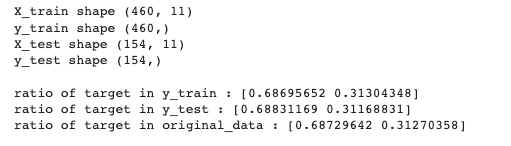 X_train shape (460, 11)
y_train shape (460,)
X_test shape (154, 11)
y_test shape (154,)
ratio of target in y_train : [0.68695652 0.31304348]
ratio of target in y_test : [0.68831169 0.31168831]
ratio of target in original_data : [0.68729642 0.31270358]